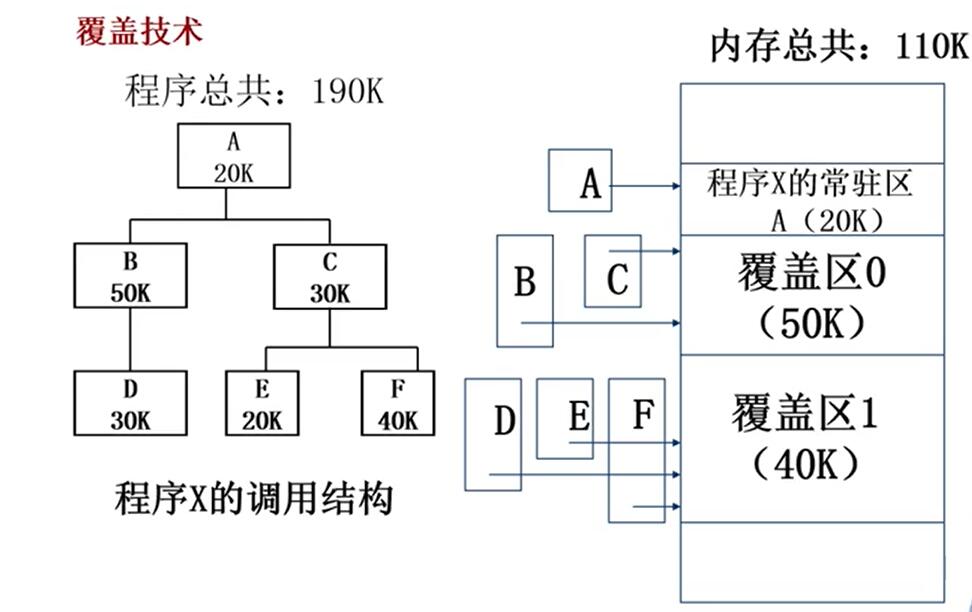 覆盖技术
程序总共：190K
A
20K
B
50K
C
30K
D
30K
E
20K
F
40K
程序X的调用结构
内存总共：110K
A
程序X的常驻区
A（20K）
B
C
覆盖区0
（50K）
D
E
F
覆盖区1
（40K）